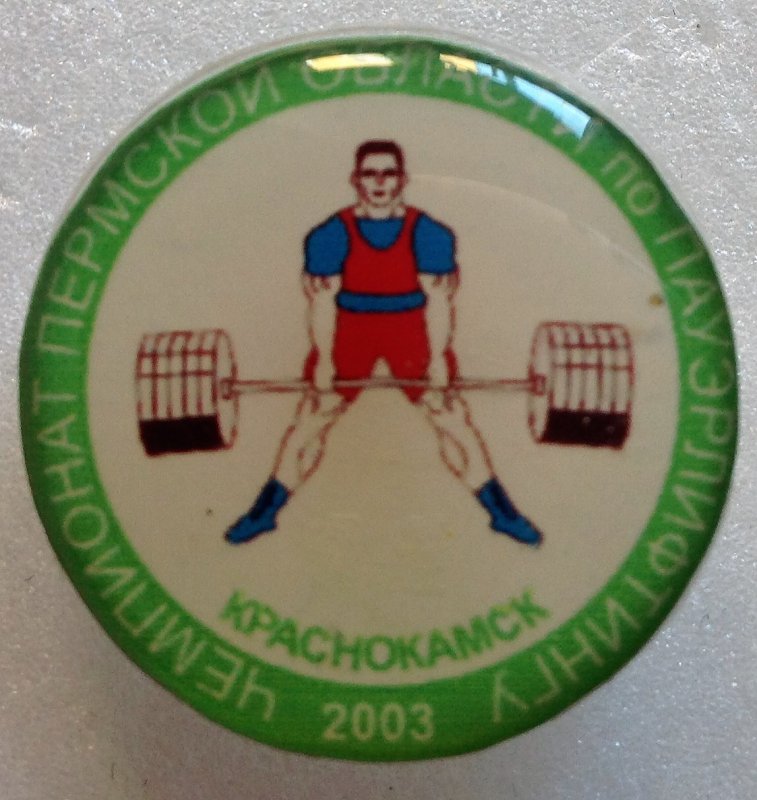 ЧЕМПИОНАТ ПЕРМСКОЙ ОБЛАСТИ ПО ПАУЭРЛИФТИНГУ
КРАСНОКАМСК
2003